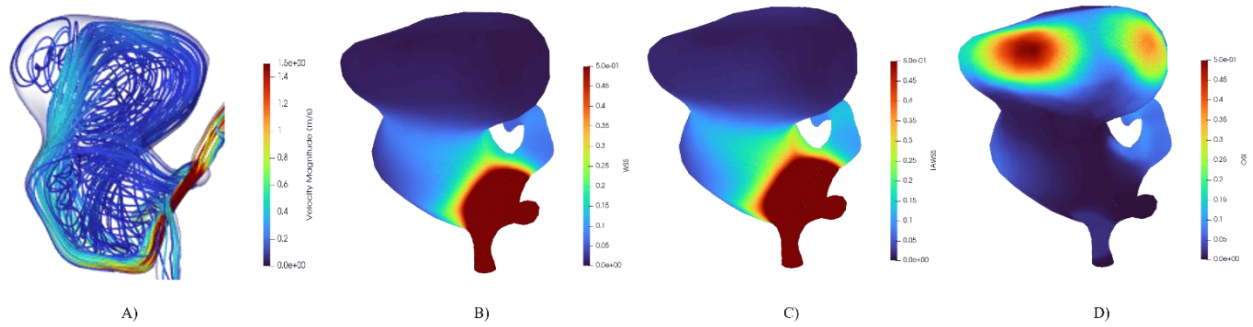 1.6e+00
1.4
1.2
1
0.8
0.6
0.4
0.2
0.0e+00
Velocity Magnitude (m/s)
5.0e-01
0.45
0.4
0.35
0.3
0.25
0.2
0.15
0.1
0.05
0.0e+00
WSS
5.0e-01
0.45
0.4
0.35
0.3
0.25
0.2
0.15
0.1
0.05
0.0e+00
TAWSS
5.0e-01
0.45
0.4
0.35
0.3
0.25
0.2
0.15
0.1
0.05
0.0e+00
OSI
A)
B)
C)
D)